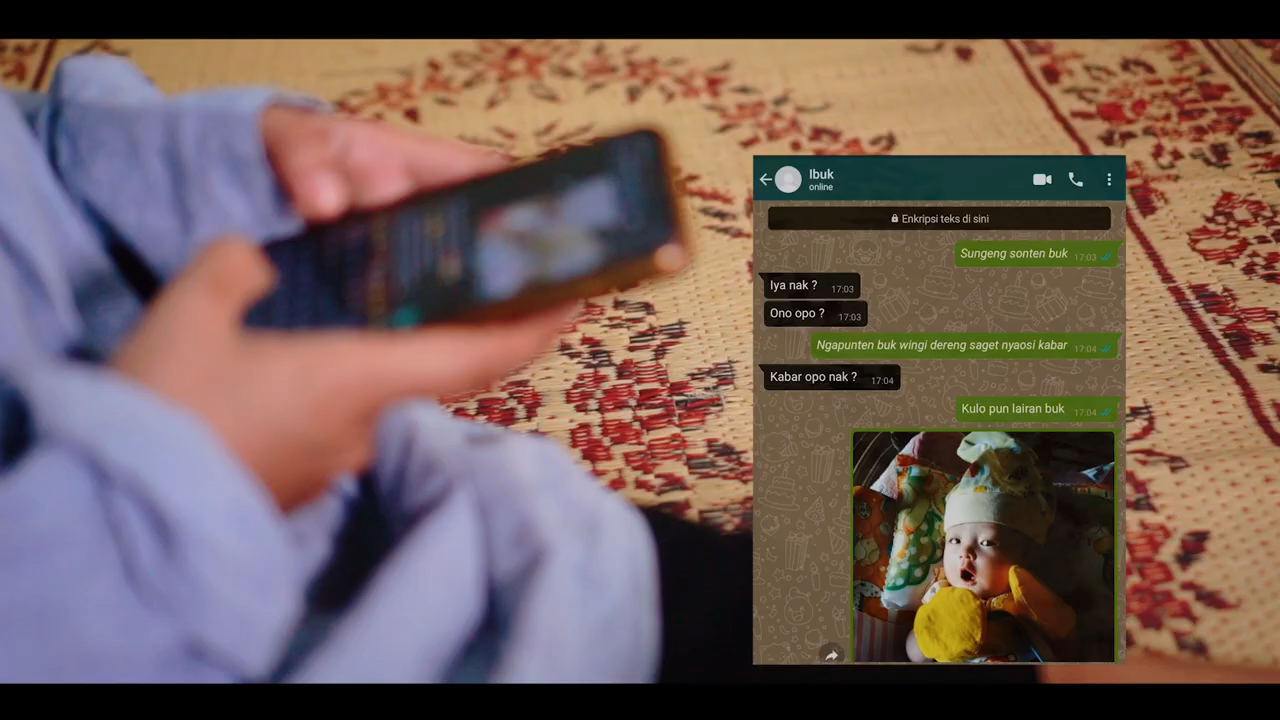 Ibuk
online
Enkripsi teks di sini
Sungeng sonten buk 17:03
Iya nak ? 17:03
Ono opo ? 17:03
Ngapunten buk wingi dereng saget nyaosi kabar 17:04
Kabar opo nak ? 17:04
Kulo pun lairan buk 17:04